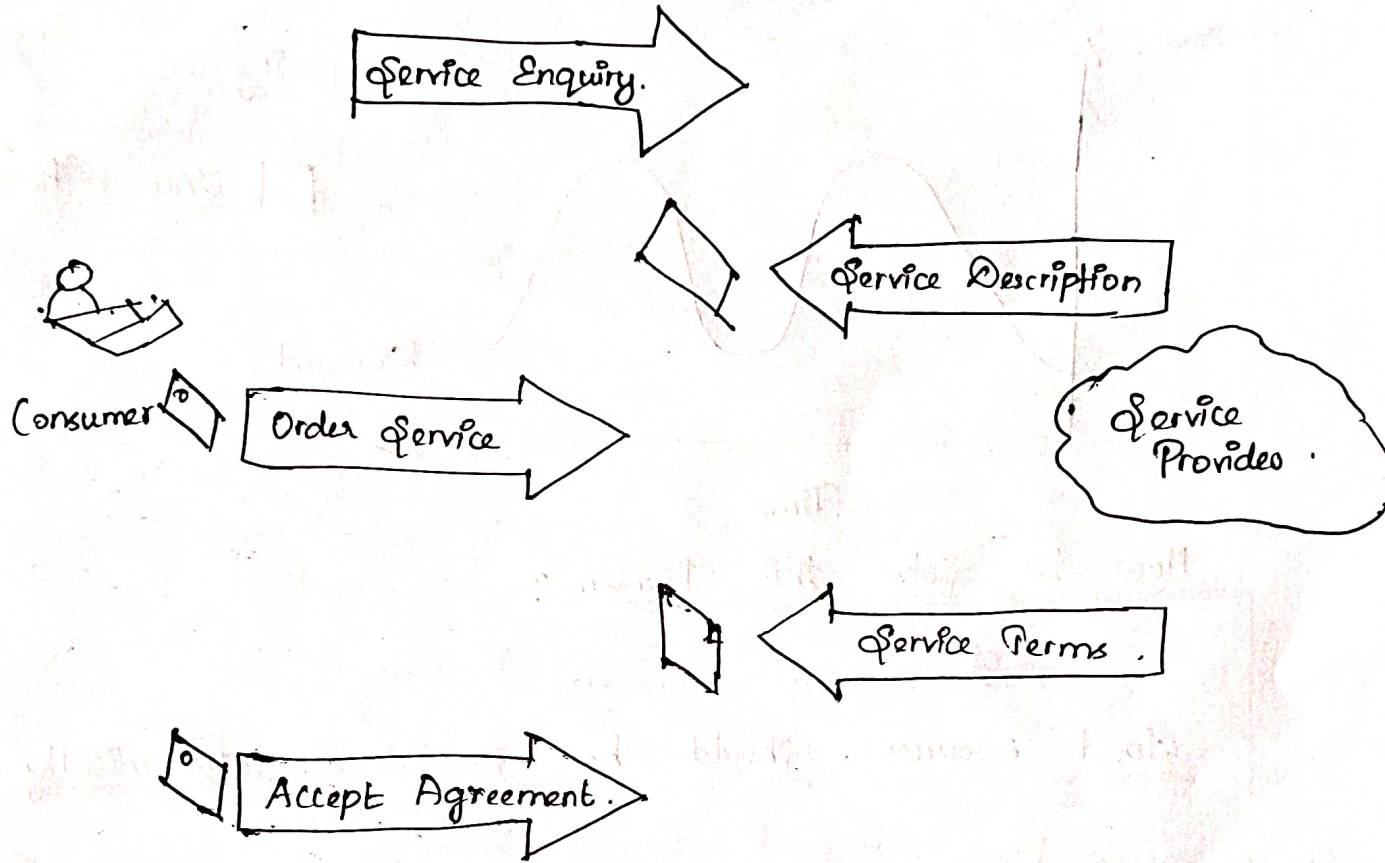 Service Enquiry.
Service Description
Consumer
Order Service
Service
Provider.
Service Terms.
Accept Agreement.